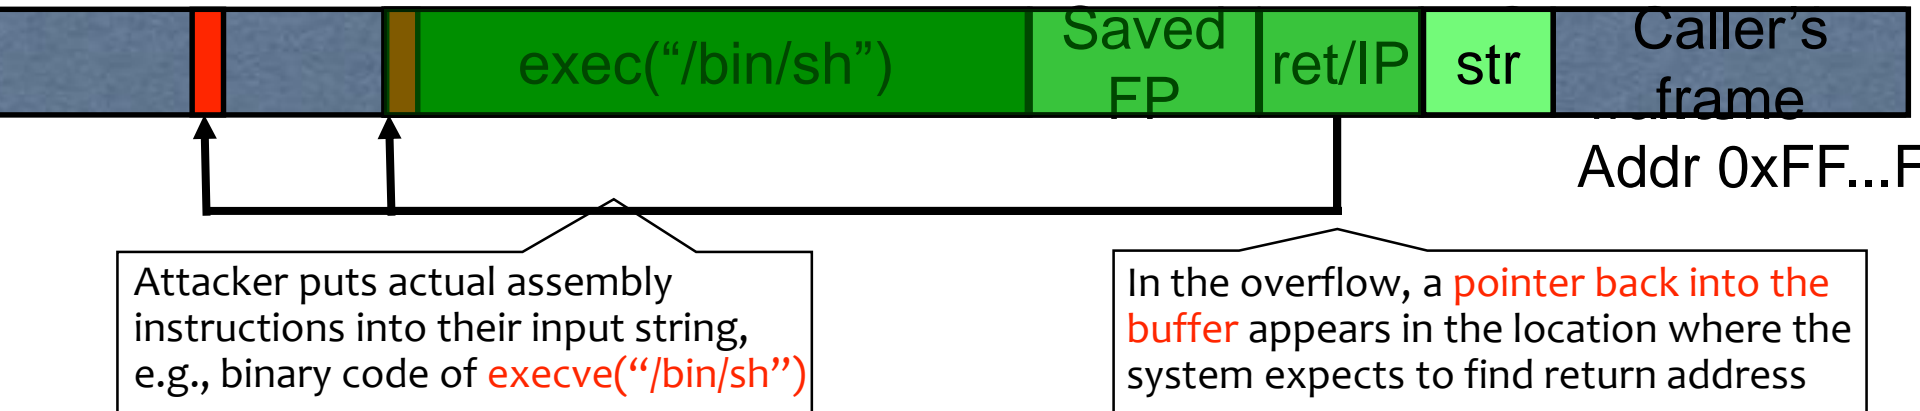 exec(“/bin/sh”)
Saved
FP
ret/IP
str
Caller’s
frame
Addr 0xFF...F
Attacker puts actual assembly
instructions into their input string,
e.g., binary code of execve(“/bin/sh”)
In the overflow, a pointer back into the
buffer appears in the location where the
system expects to find return address